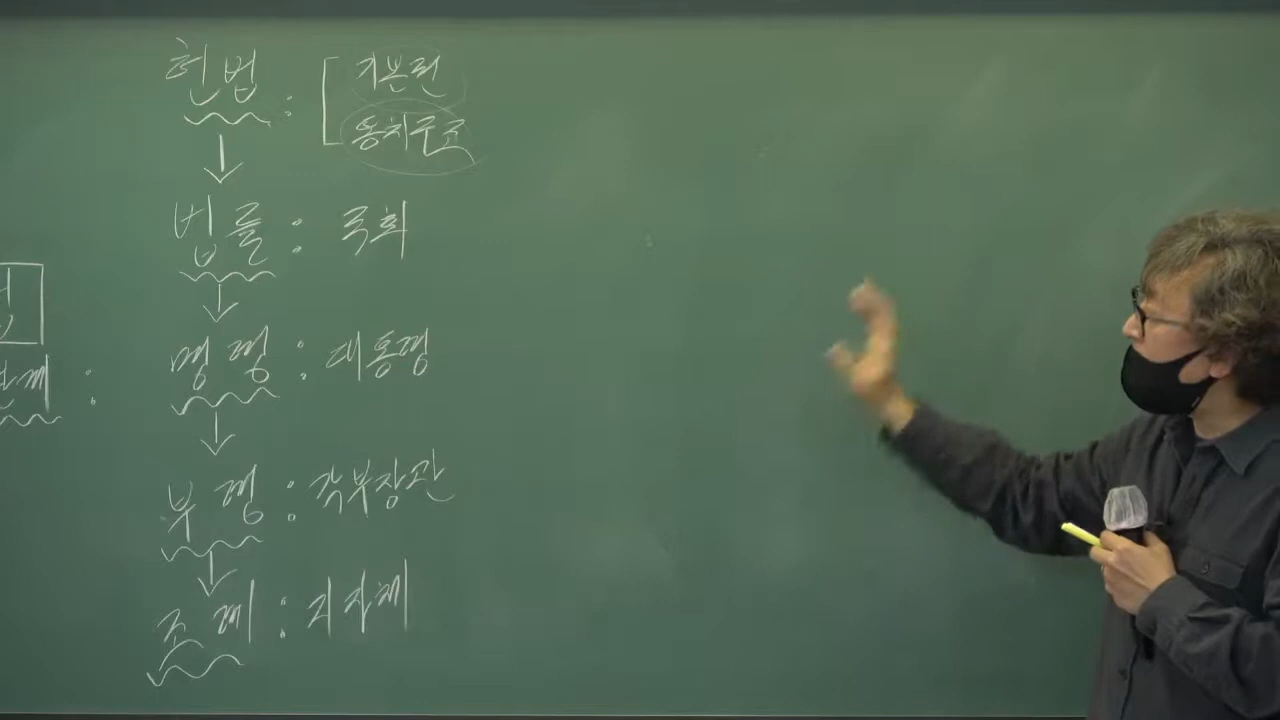 헌법 : [ 기본권
통치구조
↓
법률 : 국회
↓
명령 : 대통령
↓
부령 : 각부장관
↓
조례 : 지자체